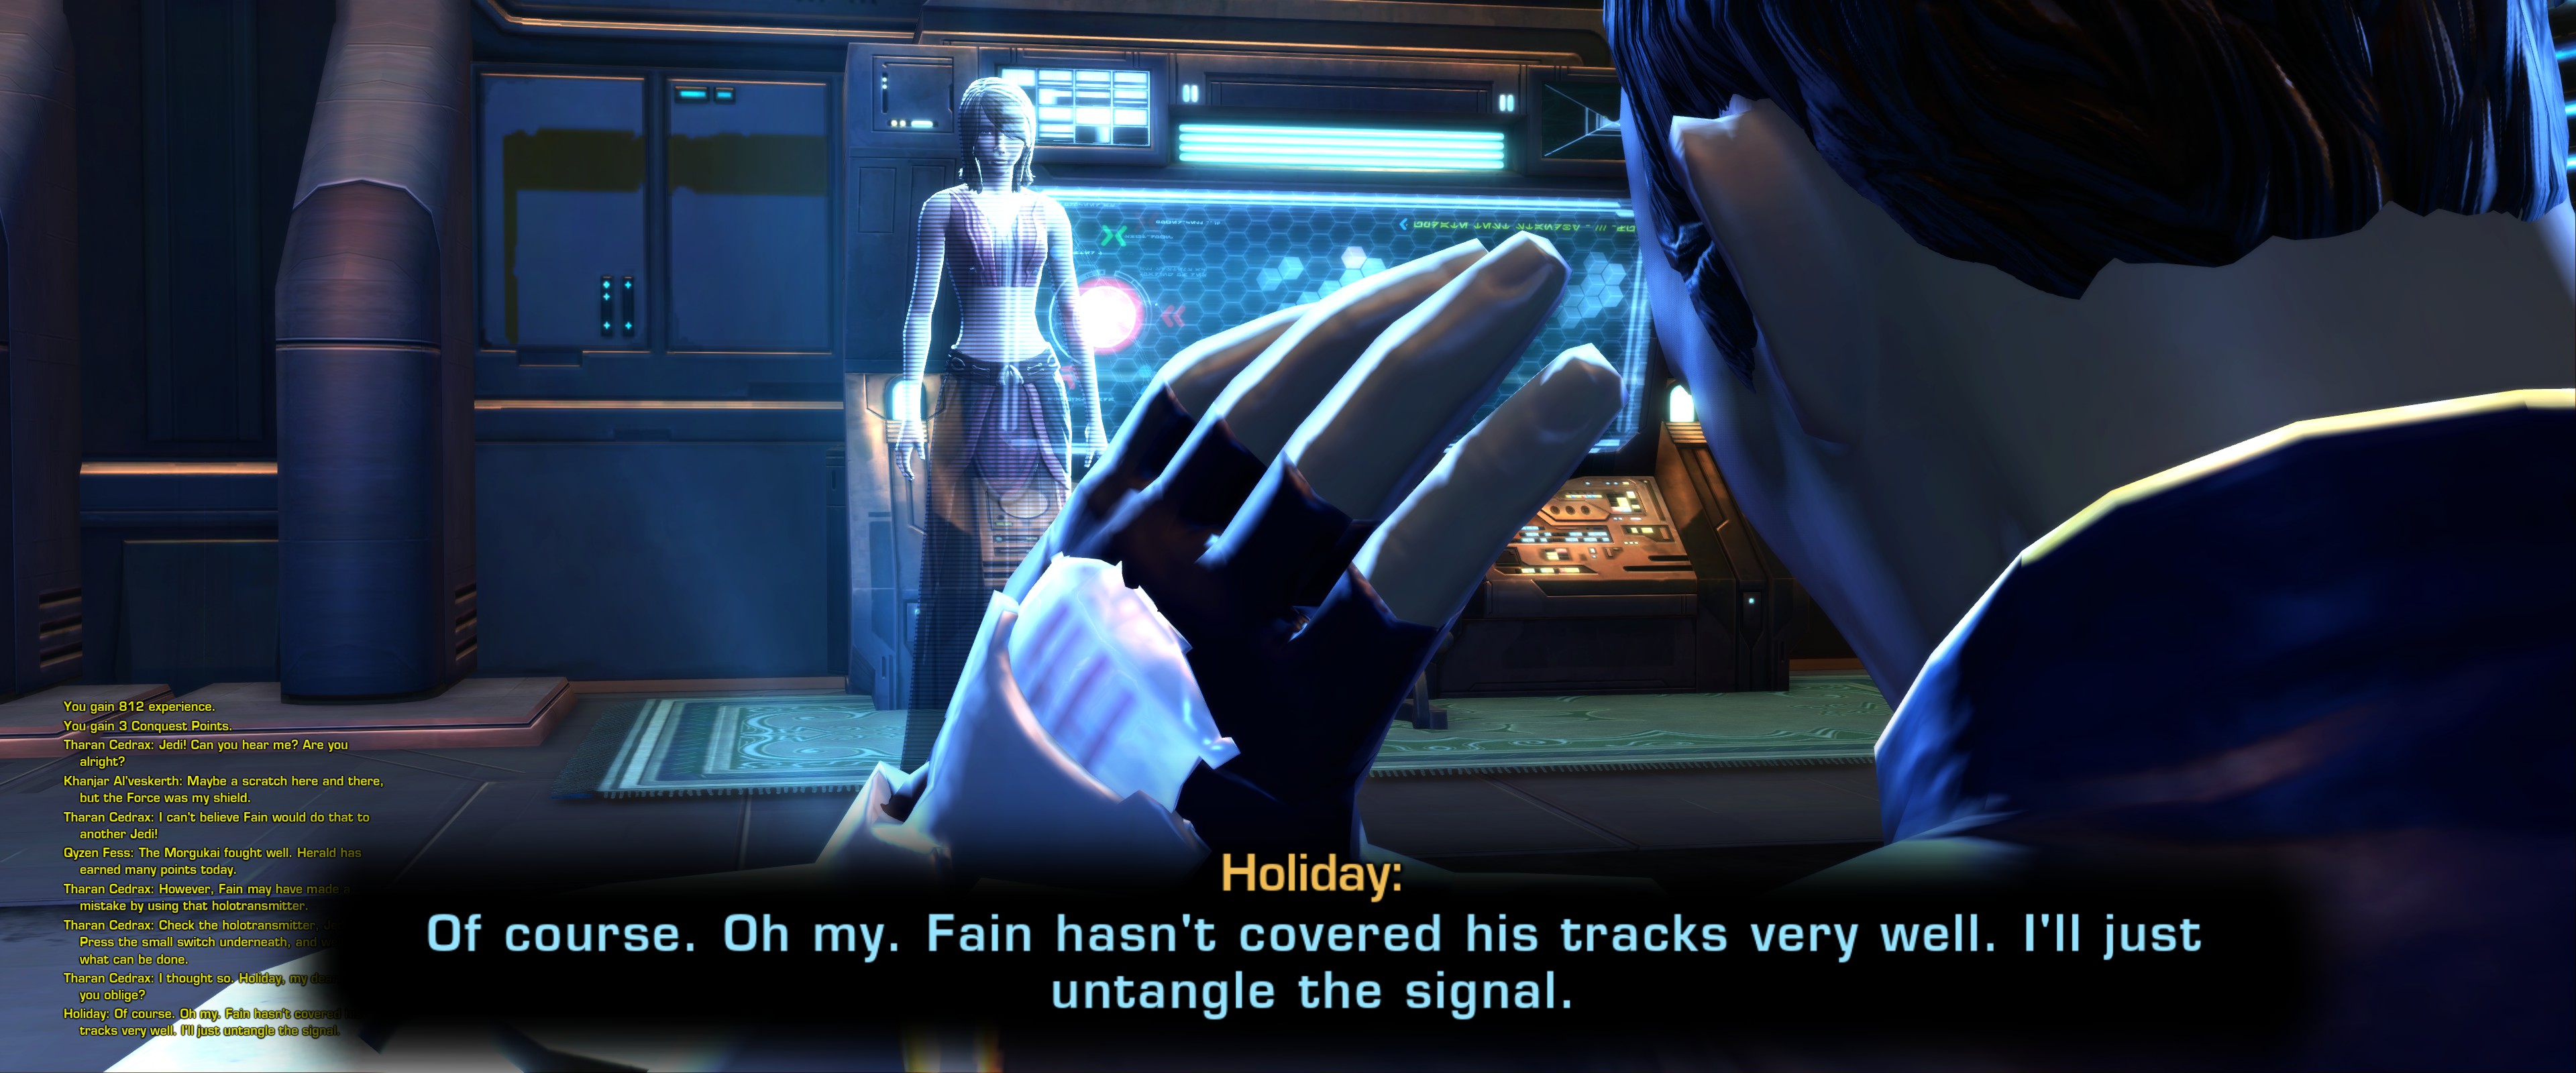 You gain 812 experience.
You gain 3 Conquest Points.
Tharan Cedrax: Jedi! Can you hear me? Are you
alright?
Khanjar Al'veskerth: Maybe a scratch here and there,
but the Force was my shield.
Tharan Cedrax: I can't believe Fain would do that to
another Jedi!
Qyzen Fess: The Morgukai fought well. Herald has
earned many points today.
Tharan Cedrax: However, Fain may have made a
mistake by using that holotransmitter.
Tharan Cedrax: Check the holotransmitter,
Press the small switch underneath, and
what can be done.
Tharan Cedrax: I thought so. Holiday, my
you oblige?
Holiday: Of course. Oh my. Fain hasn't covered
tracks very well. I'll just untangle the signal.
Holiday:
Of course. Oh my. Fain hasn't covered his tracks very well. I'll just
untangle the signal.